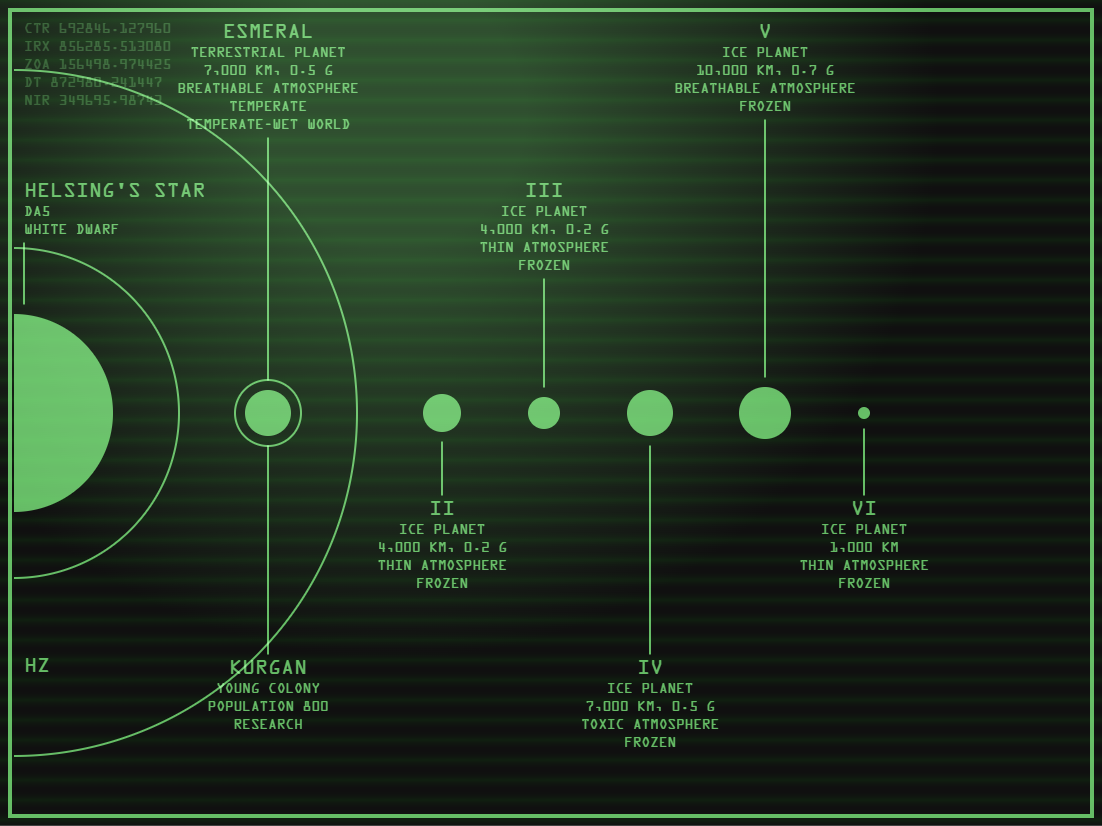 CTR 692846.127960
IRX 856285.513080
ZOA 156498.974425
DT 872980.241447
NIR 349695.98743
ESMERAL
TERRESTRIAL PLANET
7,000 KM, 0.5 G
BREATHABLE ATMOSPHERE
TEMPERATE
TEMPERATE-WET WORLD
V
ICE PLANET
10,000 KM, 0.7 G
BREATHABLE ATMOSPHERE
FROZEN
HELSING'S STAR
DA5
WHITE DWARF
III
ICE PLANET
4,000 KM, 0.2 G
THIN ATMOSPHERE
FROZEN
II
ICE PLANET
4,000 KM, 0.2 G
THIN ATMOSPHERE
FROZEN
VI
ICE PLANET
1,000 KM
THIN ATMOSPHERE
FROZEN
HZ
KURGAN
YOUNG COLONY
POPULATION 800
RESEARCH
IV
ICE PLANET
7,000 KM, 0.5 G
TOXIC ATMOSPHERE
FROZEN